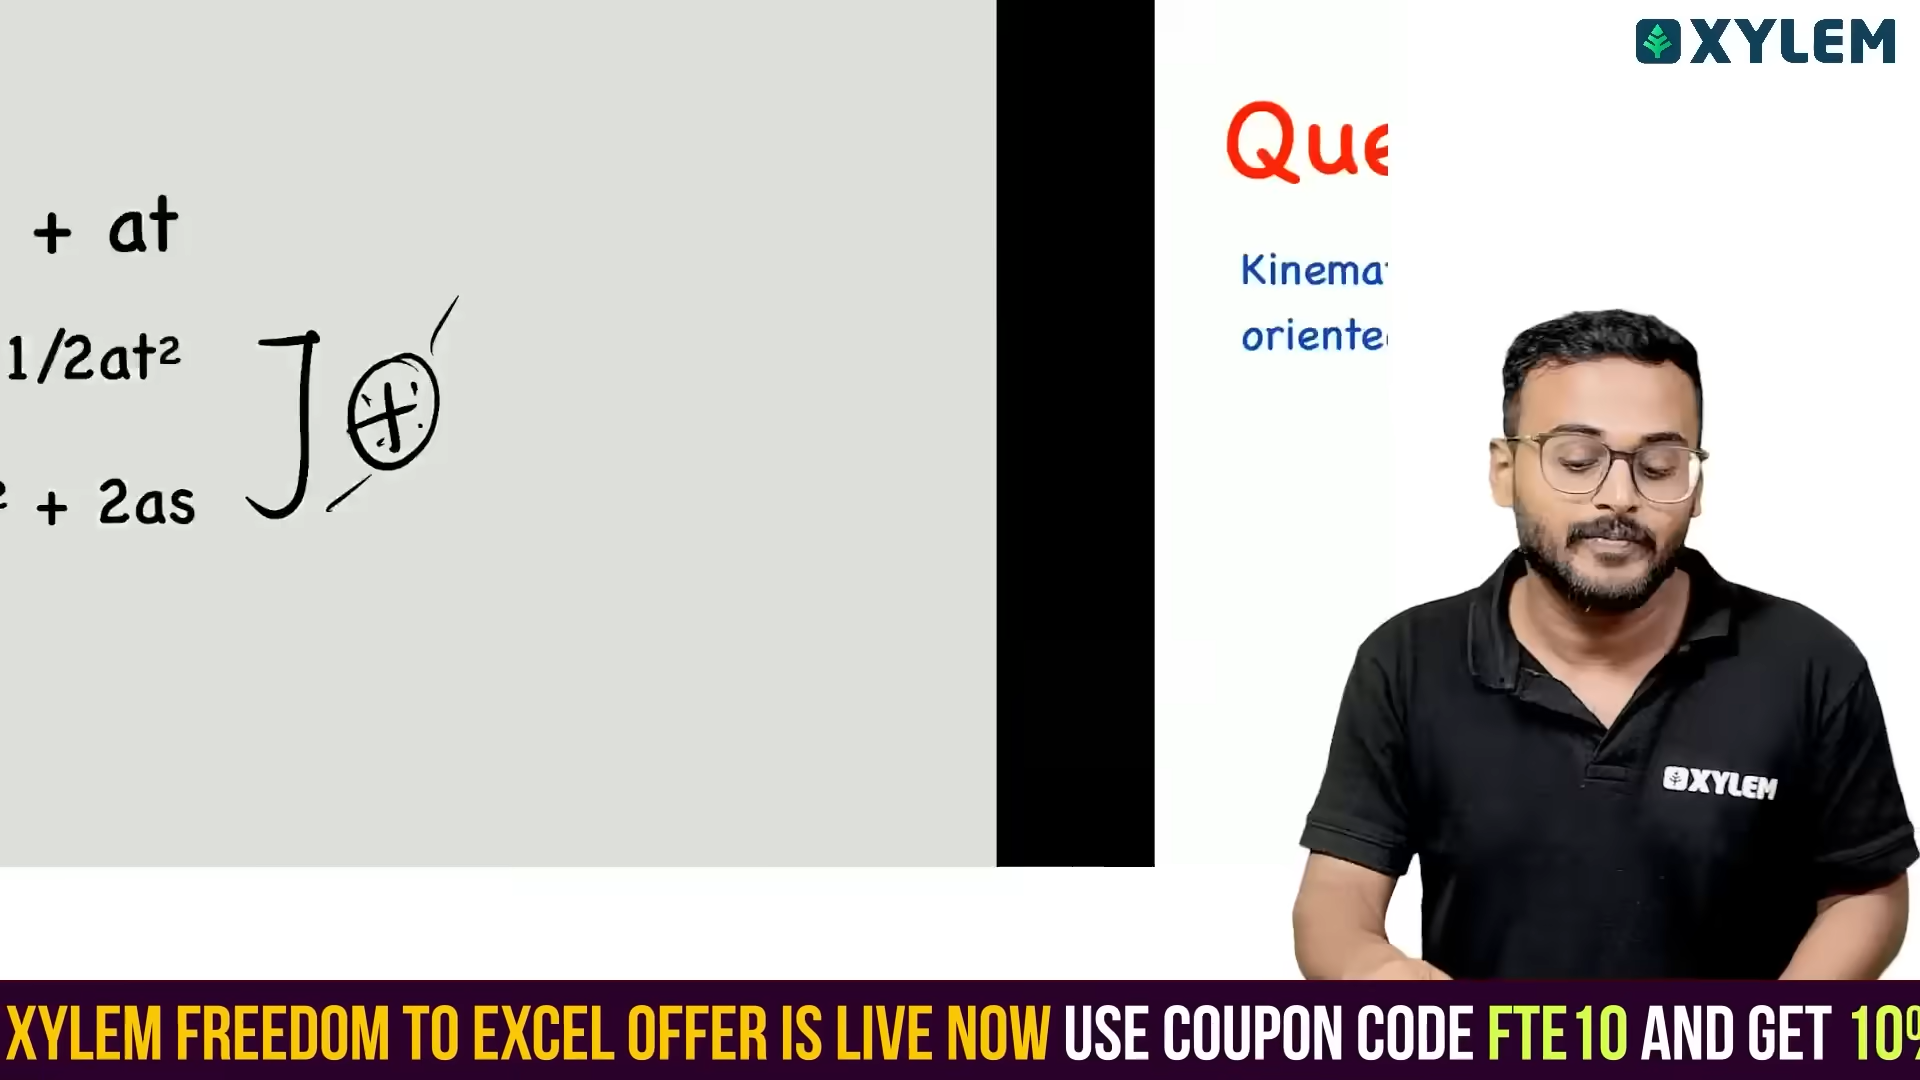 XYLEM
+ at
1/2at²
² + 2as
+
Que
Kinema
oriente
XYLEM
XYLEM FREEDOM TO EXCEL OFFER IS LIVE NOW USE COUPON CODE FTE10 AND GET 10%